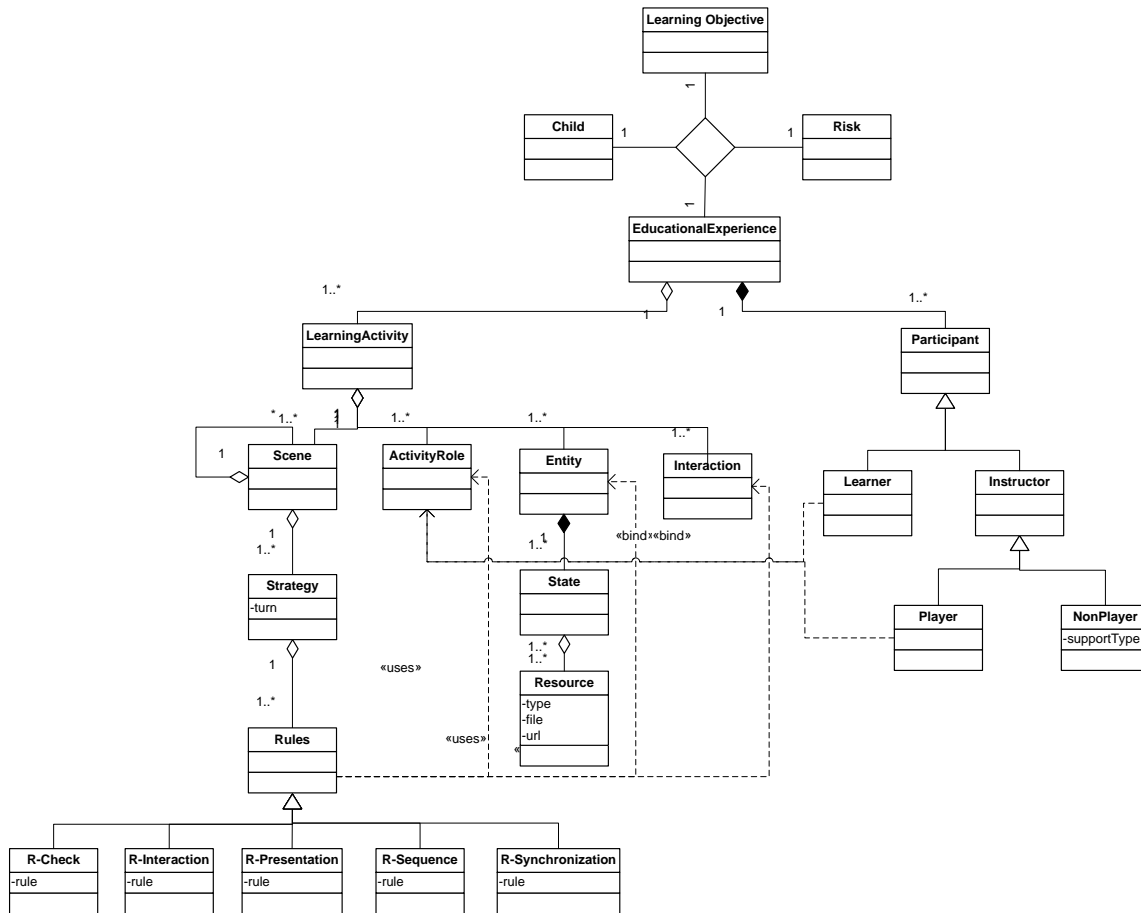 Learning Objective
1
Child
1
1
Risk
1
EducationalExperience
1..*
1
1
1..*
LearningActivity
Participant
*
1..*
1
1..*
1..*
1..*
1
Scene
ActivityRole
Entity
Interaction
Learner
Instructor
1
1..*
1
1..*
«bind»
«bind»
Strategy
-turn
State
Player
NonPlayer
-supportType
1
«uses»
1..*
1..*
Resource
-type
-file
-url
1..*
«uses»
«
Rules
R-Check
-rule
R-Interaction
-rule
R-Presentation
-rule
R-Sequence
-rule
R-Synchronization
-rule